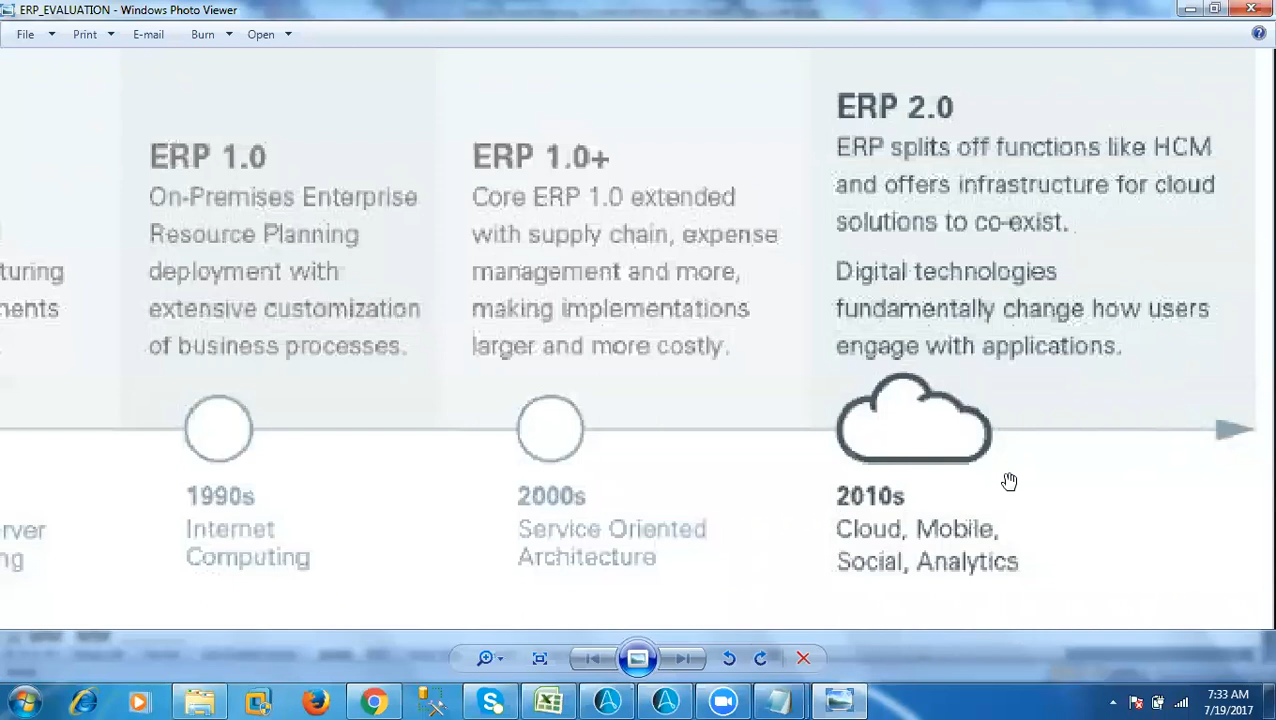 ERP_EVALUATION - Windows Photo Viewer
File Print E-mail Burn Open
ERP 1.0
On-Premises Enterprise
Resource Planning
deployment with
extensive customization
of business processes.
ERP 1.0+
Core ERP 1.0 extended
with supply chain, expense
management and more,
making implementations
larger and more costly.
ERP 2.0
ERP splits off functions like HCM
and offers infrastructure for cloud
solutions to co-exist.
Digital technologies
fundamentally change how users
engage with applications.
turing
nents
1990s
Internet
Computing
2000s
Service Oriented
Architecture
2010s
Cloud, Mobile,
Social, Analytics
erver
ng
7:33 AM
7/19/2017